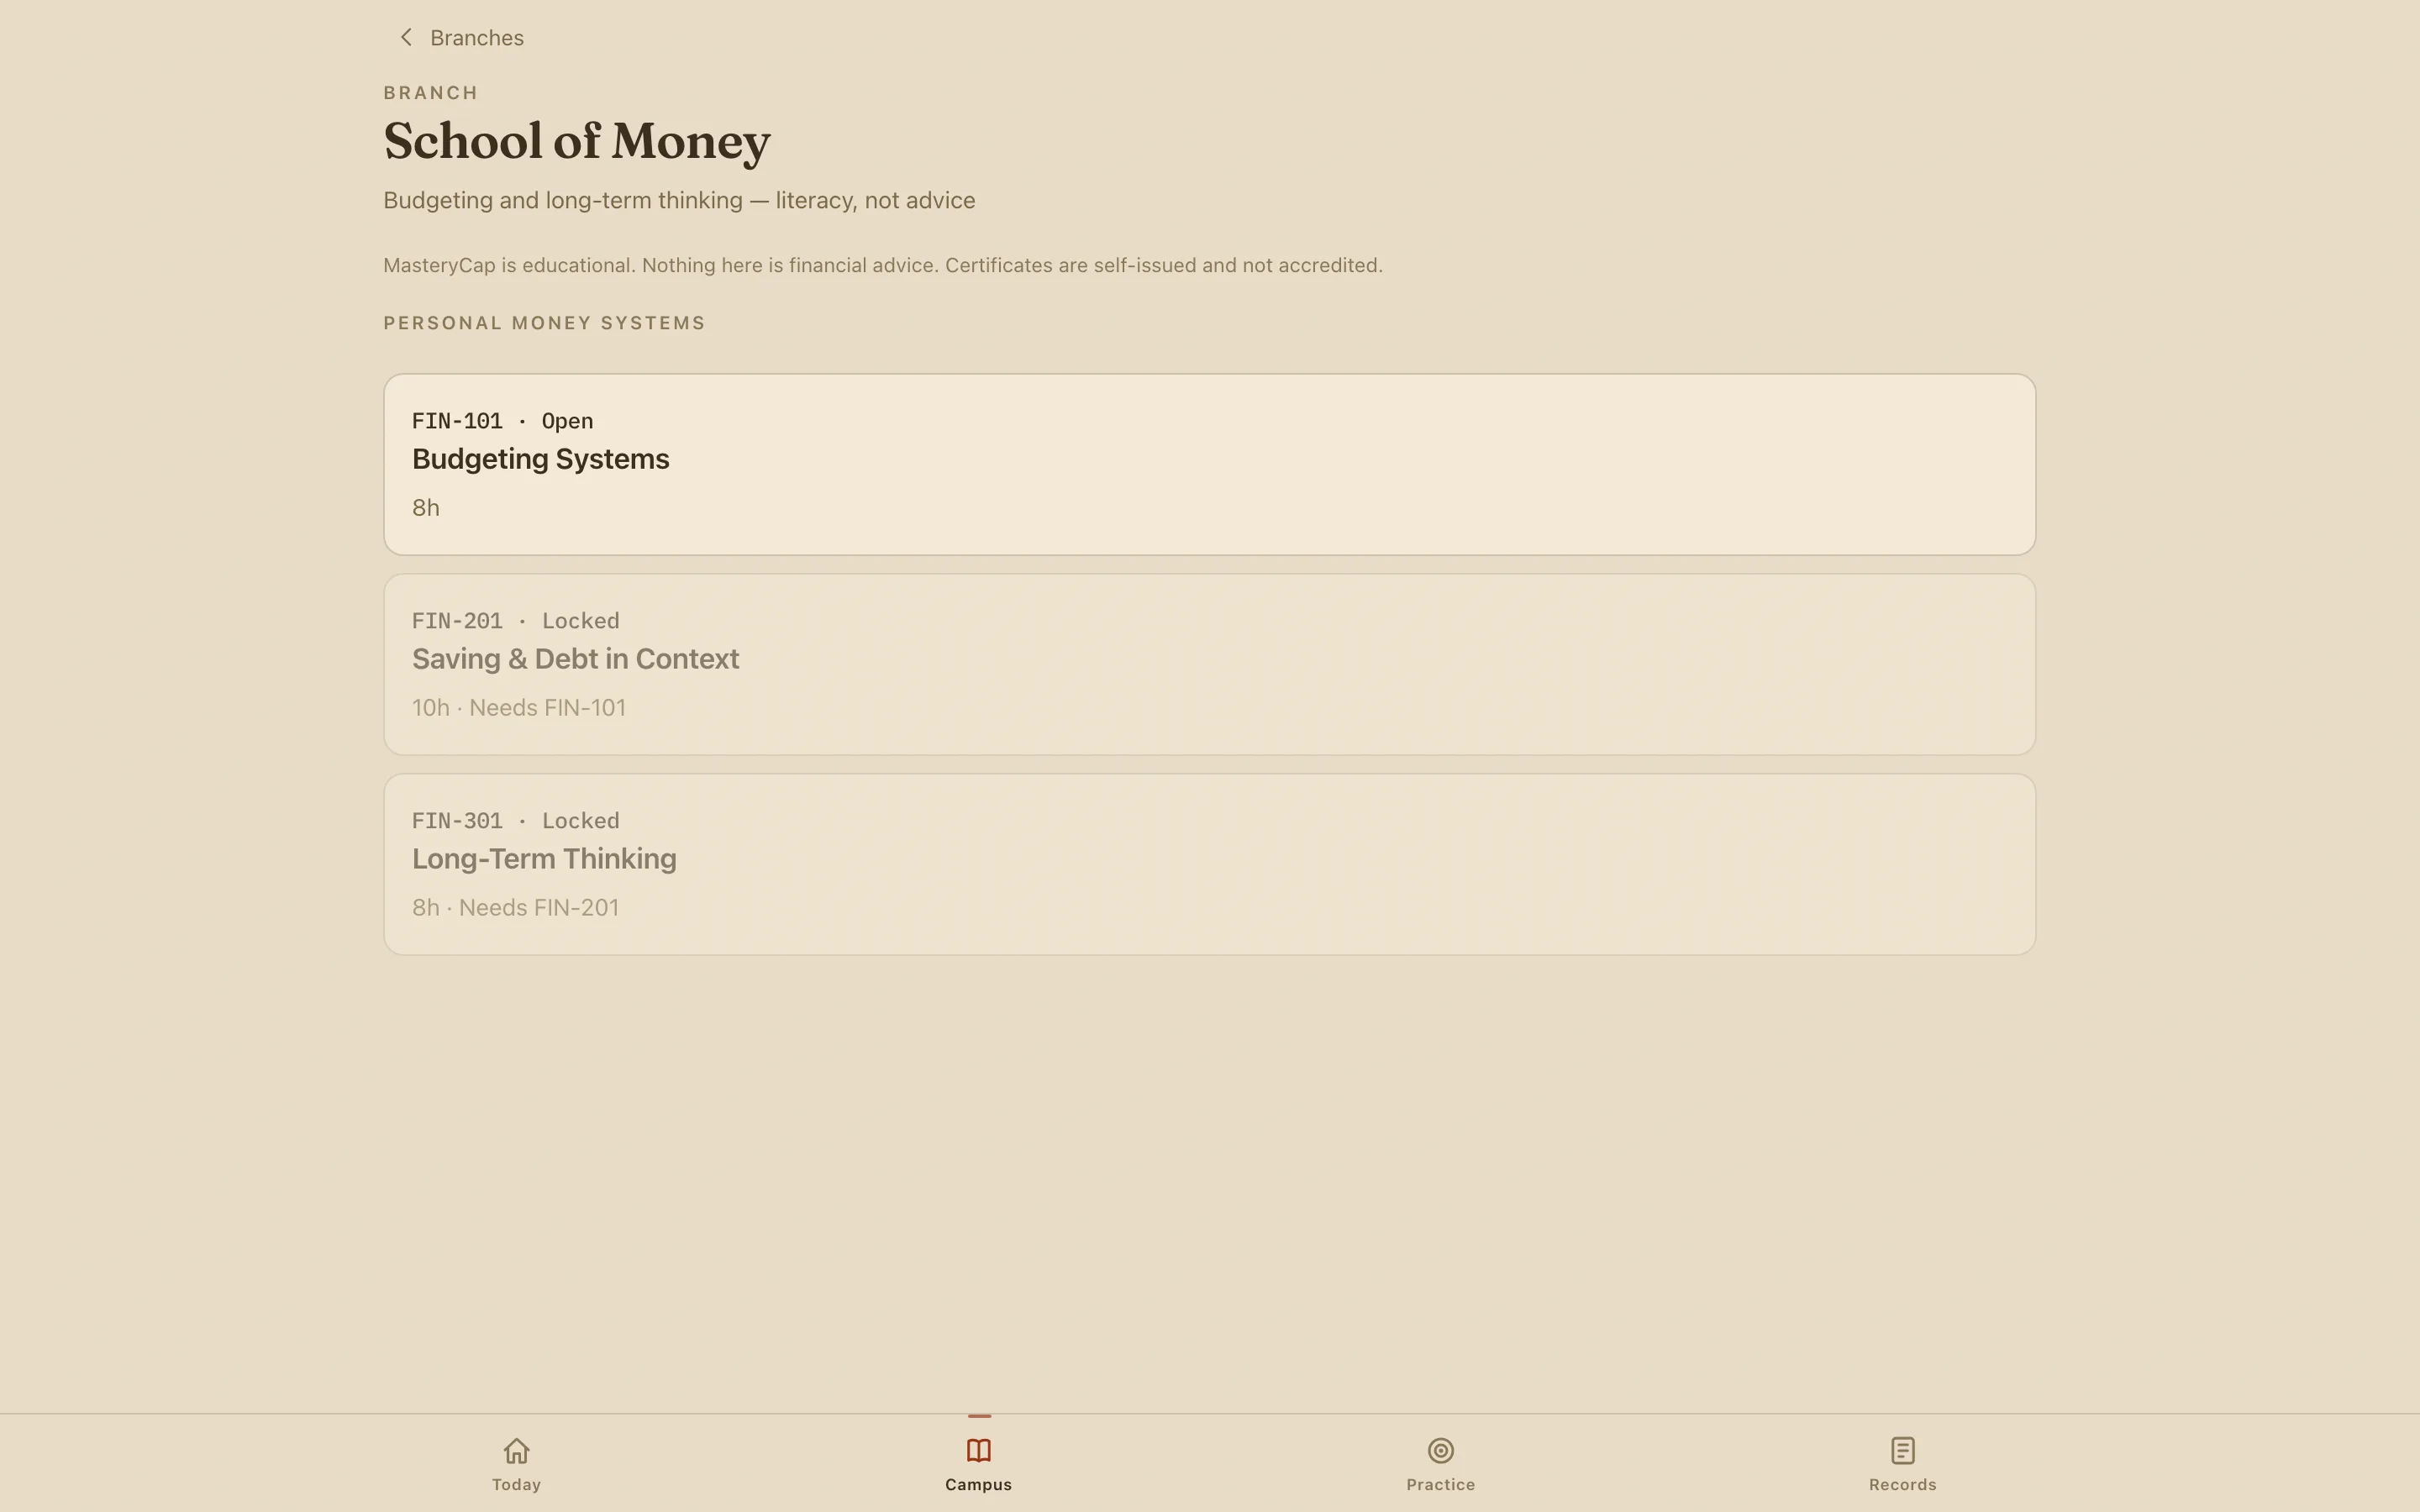 Branches
BRANCH
School of Money
Budgeting and long-term thinking — literacy, not advice
MasteryCap is educational. Nothing here is financial advice. Certificates are self-issued and not accredited.
PERSONAL MONEY SYSTEMS
FIN-101 · Open
Budgeting Systems
8h
FIN-201 · Locked
Saving & Debt in Context
10h · Needs FIN-101
FIN-301 · Locked
Long-Term Thinking
8h · Needs FIN-201
Today
Campus
Practice
Records